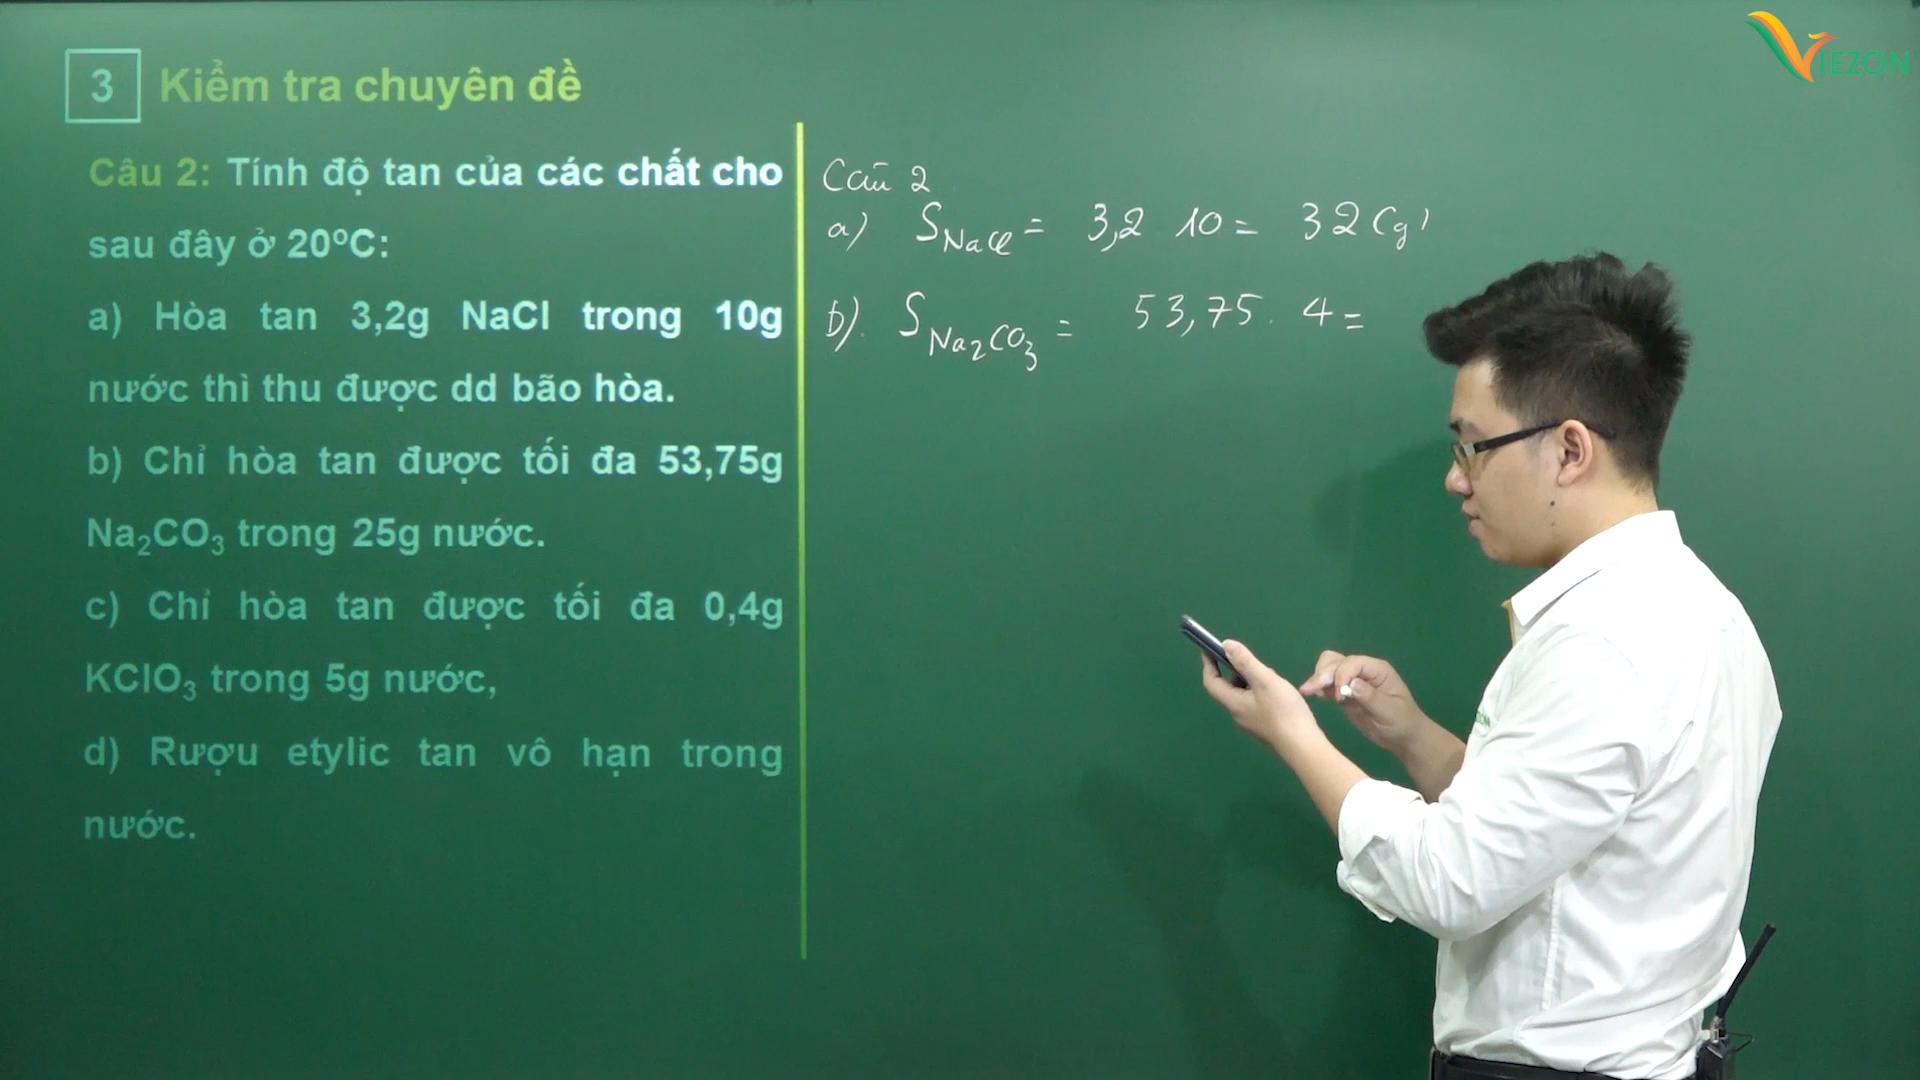 VIEZON
3 Kiểm tra chuyên đề
Câu 2: Tính độ tan của các chất cho
sau đây ở 20°C:
a) Hòa tan 3,2g NaCl trong 10g
nước thì thu được dd bão hòa.
b) Chỉ hòa tan được tối đa 53,75g
Na₂CO₃ trong 25g nước.
c) Chỉ hòa tan được tối đa 0,4g
KClO₃ trong 5g nước,
d) Rượu etylic tan vô hạn trong
nước.
Câu 2
a) S NaCl = 3,2 10 = 32 (g)
b). S Na₂CO₃ = 53,75 . 4 =